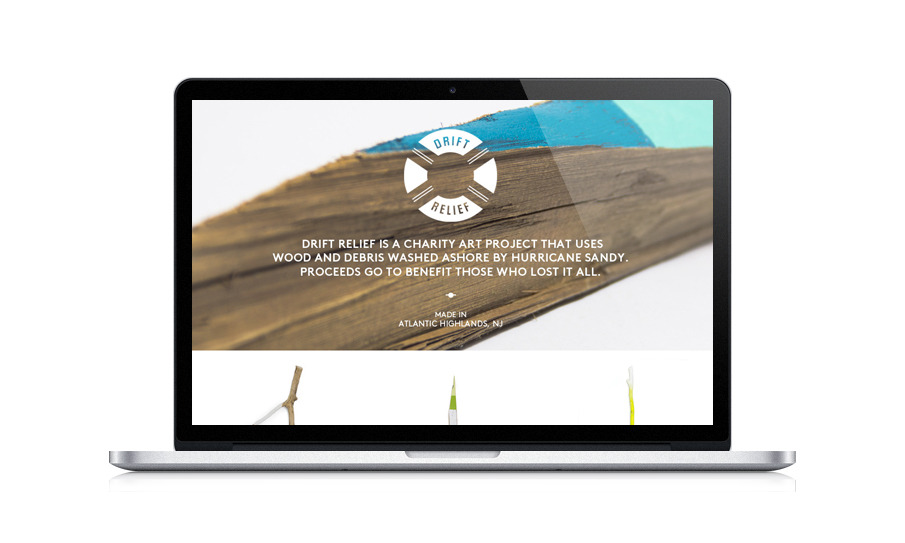 DRIFT
RELIEF
DRIFT RELIEF IS A CHARITY ART PROJECT THAT USES
WOOD AND DEBRIS WASHED ASHORE BY HURRICANE SANDY.
PROCEEDS GO TO BENEFIT THOSE WHO LOST IT ALL.
MADE IN
ATLANTIC HIGHLANDS, NJ